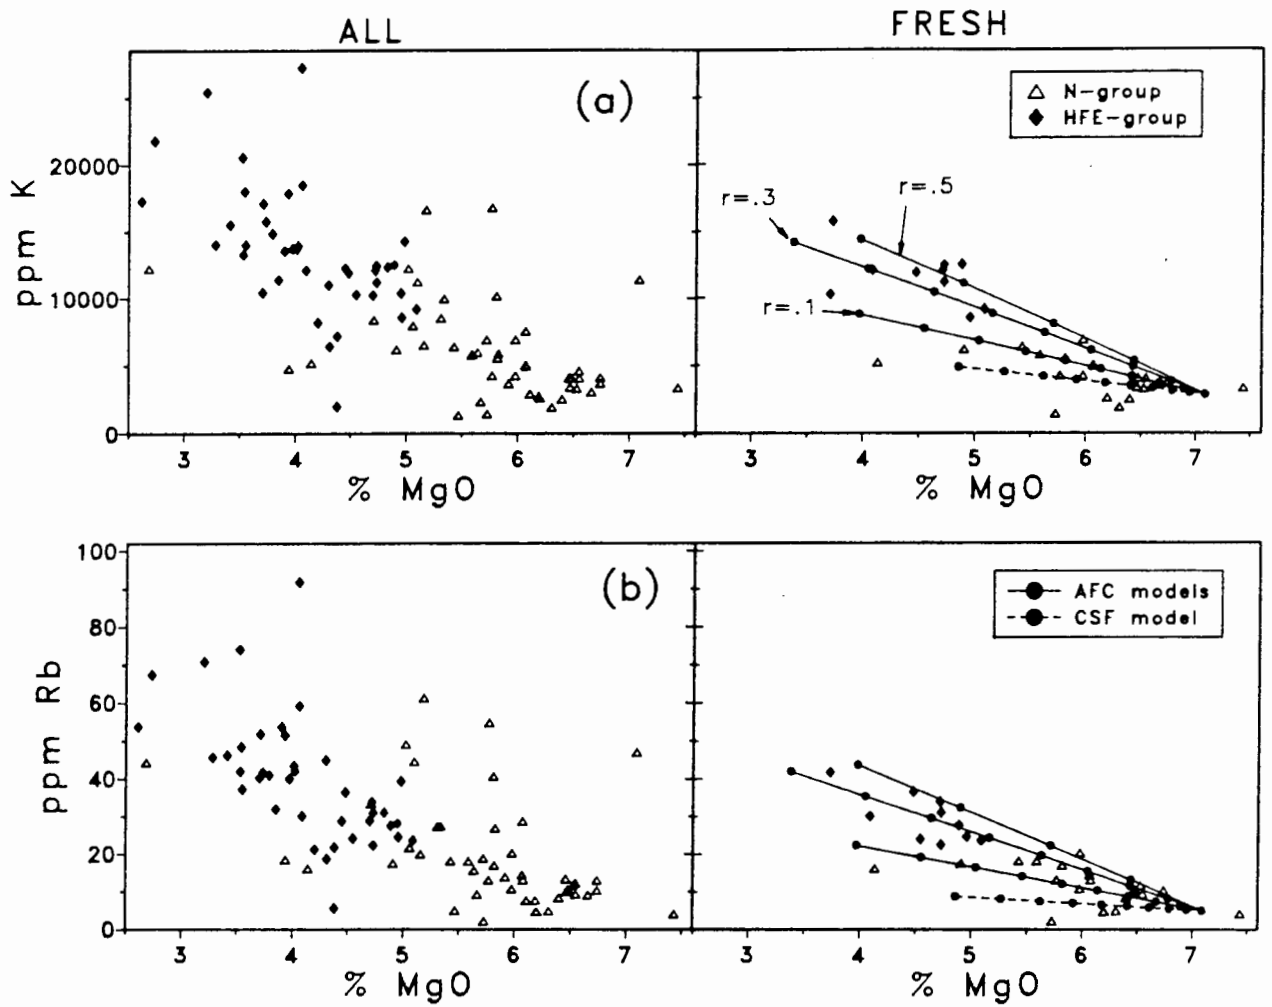 ALL
FRESH
(a)
N-group
HFE-group
20000
10000
0
ppm K
r=.3
r=.5
r=.1
3 4 5 6 7
3 4 5 6 7
% MgO
% MgO
100
80
60
40
20
0
ppm Rb
(b)
AFC models
CSF model
3 4 5 6 7
3 4 5 6 7
% MgO
% MgO